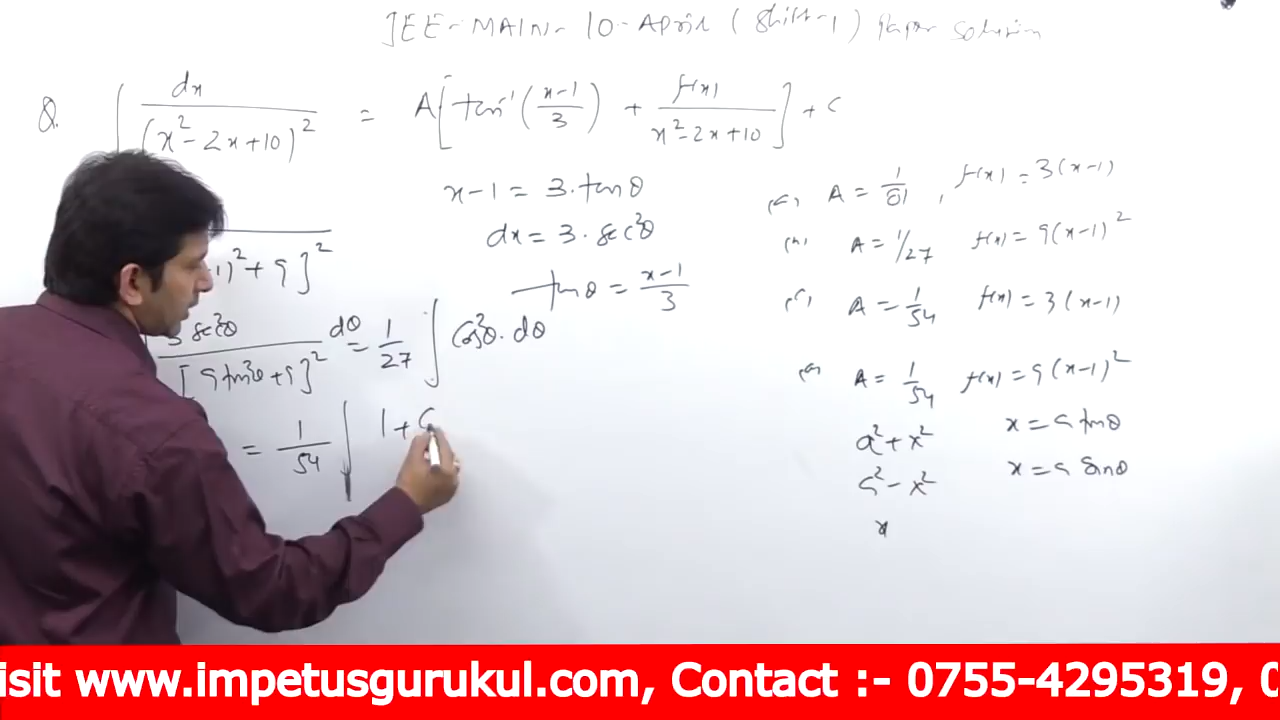 JEE-MAIN-10-April (Shift-1) Paper Solution
Q. ∫ dx / (x² - 2x + 10)² = A[tan⁻¹(x-1/3) + f(x) / x² - 2x + 10] + C
x-1 = 3·tanθ
dx = 3·sec²θ
tanθ = x-1/3
1)² + 9]²
3 sec²θ / [9tan²θ + 9]² dθ = 1/27 ∫ Cos²θ·dθ
= 1/54 ∫ 1 + C
A = 1/81, f(x) = 3(x-1)
A = 1/27 f(x) = 9(x-1)²
A = 1/54 f(x) = 3(x-1)
A = 1/54 f(x) = 9(x-1)²
a² + x² x = a tanθ
a² - x² x = a Sinθ
x
isit www.impetusgurukul.com, Contact :- 0755-4295319, 0